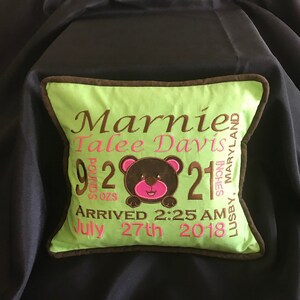 Marnie
Talee Davis
9 POUNDS 2 OZS 21 INCHES
ARRIVED 2:25 AM
July 27th 2018
LUSBY, MARYLAND